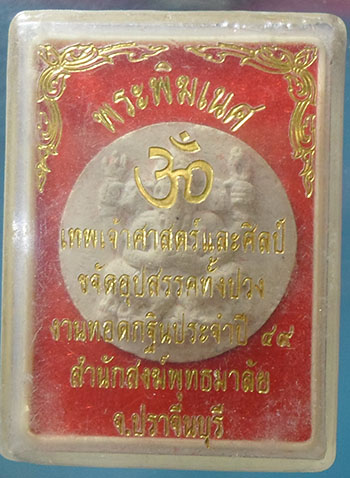 พระพิฆเนศ
ॐ
เทพเจ้าศาสตร์และศิลป์
ขจัดอุปสรรคทั้งปวง
งานทอดกฐินประจำปี ๔๙
สำนักสงฆ์พุทธมาลัย
จ.ปราจีนบุรี